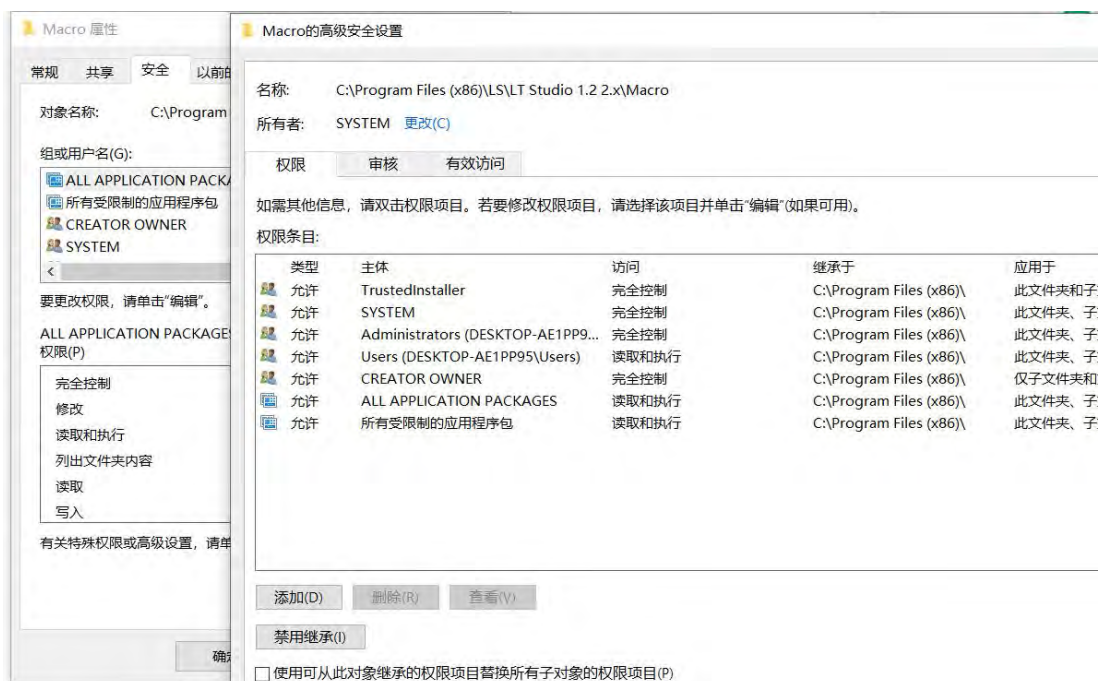 Macro 属性
常规 共享 安全 以前的
对象名称: C:\Program
组或用户名(G):
ALL APPLICATION PACKA
所有受限制的应用程序包
CREATOR OWNER
SYSTEM
要更改权限，请单击"编辑"。
ALL APPLICATION PACKAGES
权限(P)
完全控制
修改
读取和执行
列出文件夹内容
读取
写入
有关特殊权限或高级设置，请单
确定
Macro的高级安全设置
名称: C:\Program Files (x86)\LS\LT Studio 1.2 2.x\Macro
所有者: SYSTEM 更改(C)
权限 审核 有效访问
如需其他信息，请双击权限项目。若要修改权限项目，请选择该项目并单击"编辑"(如果可用)。
权限条目:
类型 主体 访问 继承于 应用于
允许 TrustedInstaller 完全控制 C:\Program Files (x86)\ 此文件夹和子
允许 SYSTEM 完全控制 C:\Program Files (x86)\ 此文件夹、子
允许 Administrators (DESKTOP-AE1PP9... 完全控制 C:\Program Files (x86)\ 此文件夹、子
允许 Users (DESKTOP-AE1PP95\Users) 读取和执行 C:\Program Files (x86)\ 此文件夹、子
允许 CREATOR OWNER 完全控制 C:\Program Files (x86)\ 仅子文件夹和
允许 ALL APPLICATION PACKAGES 读取和执行 C:\Program Files (x86)\ 此文件夹、子
允许 所有受限制的应用程序包 读取和执行 C:\Program Files (x86)\ 此文件夹、子
添加(D) 删除(R) 查看(V)
禁用继承(I)
使用可从此对象继承的权限项目替换所有子对象的权限项目(P)